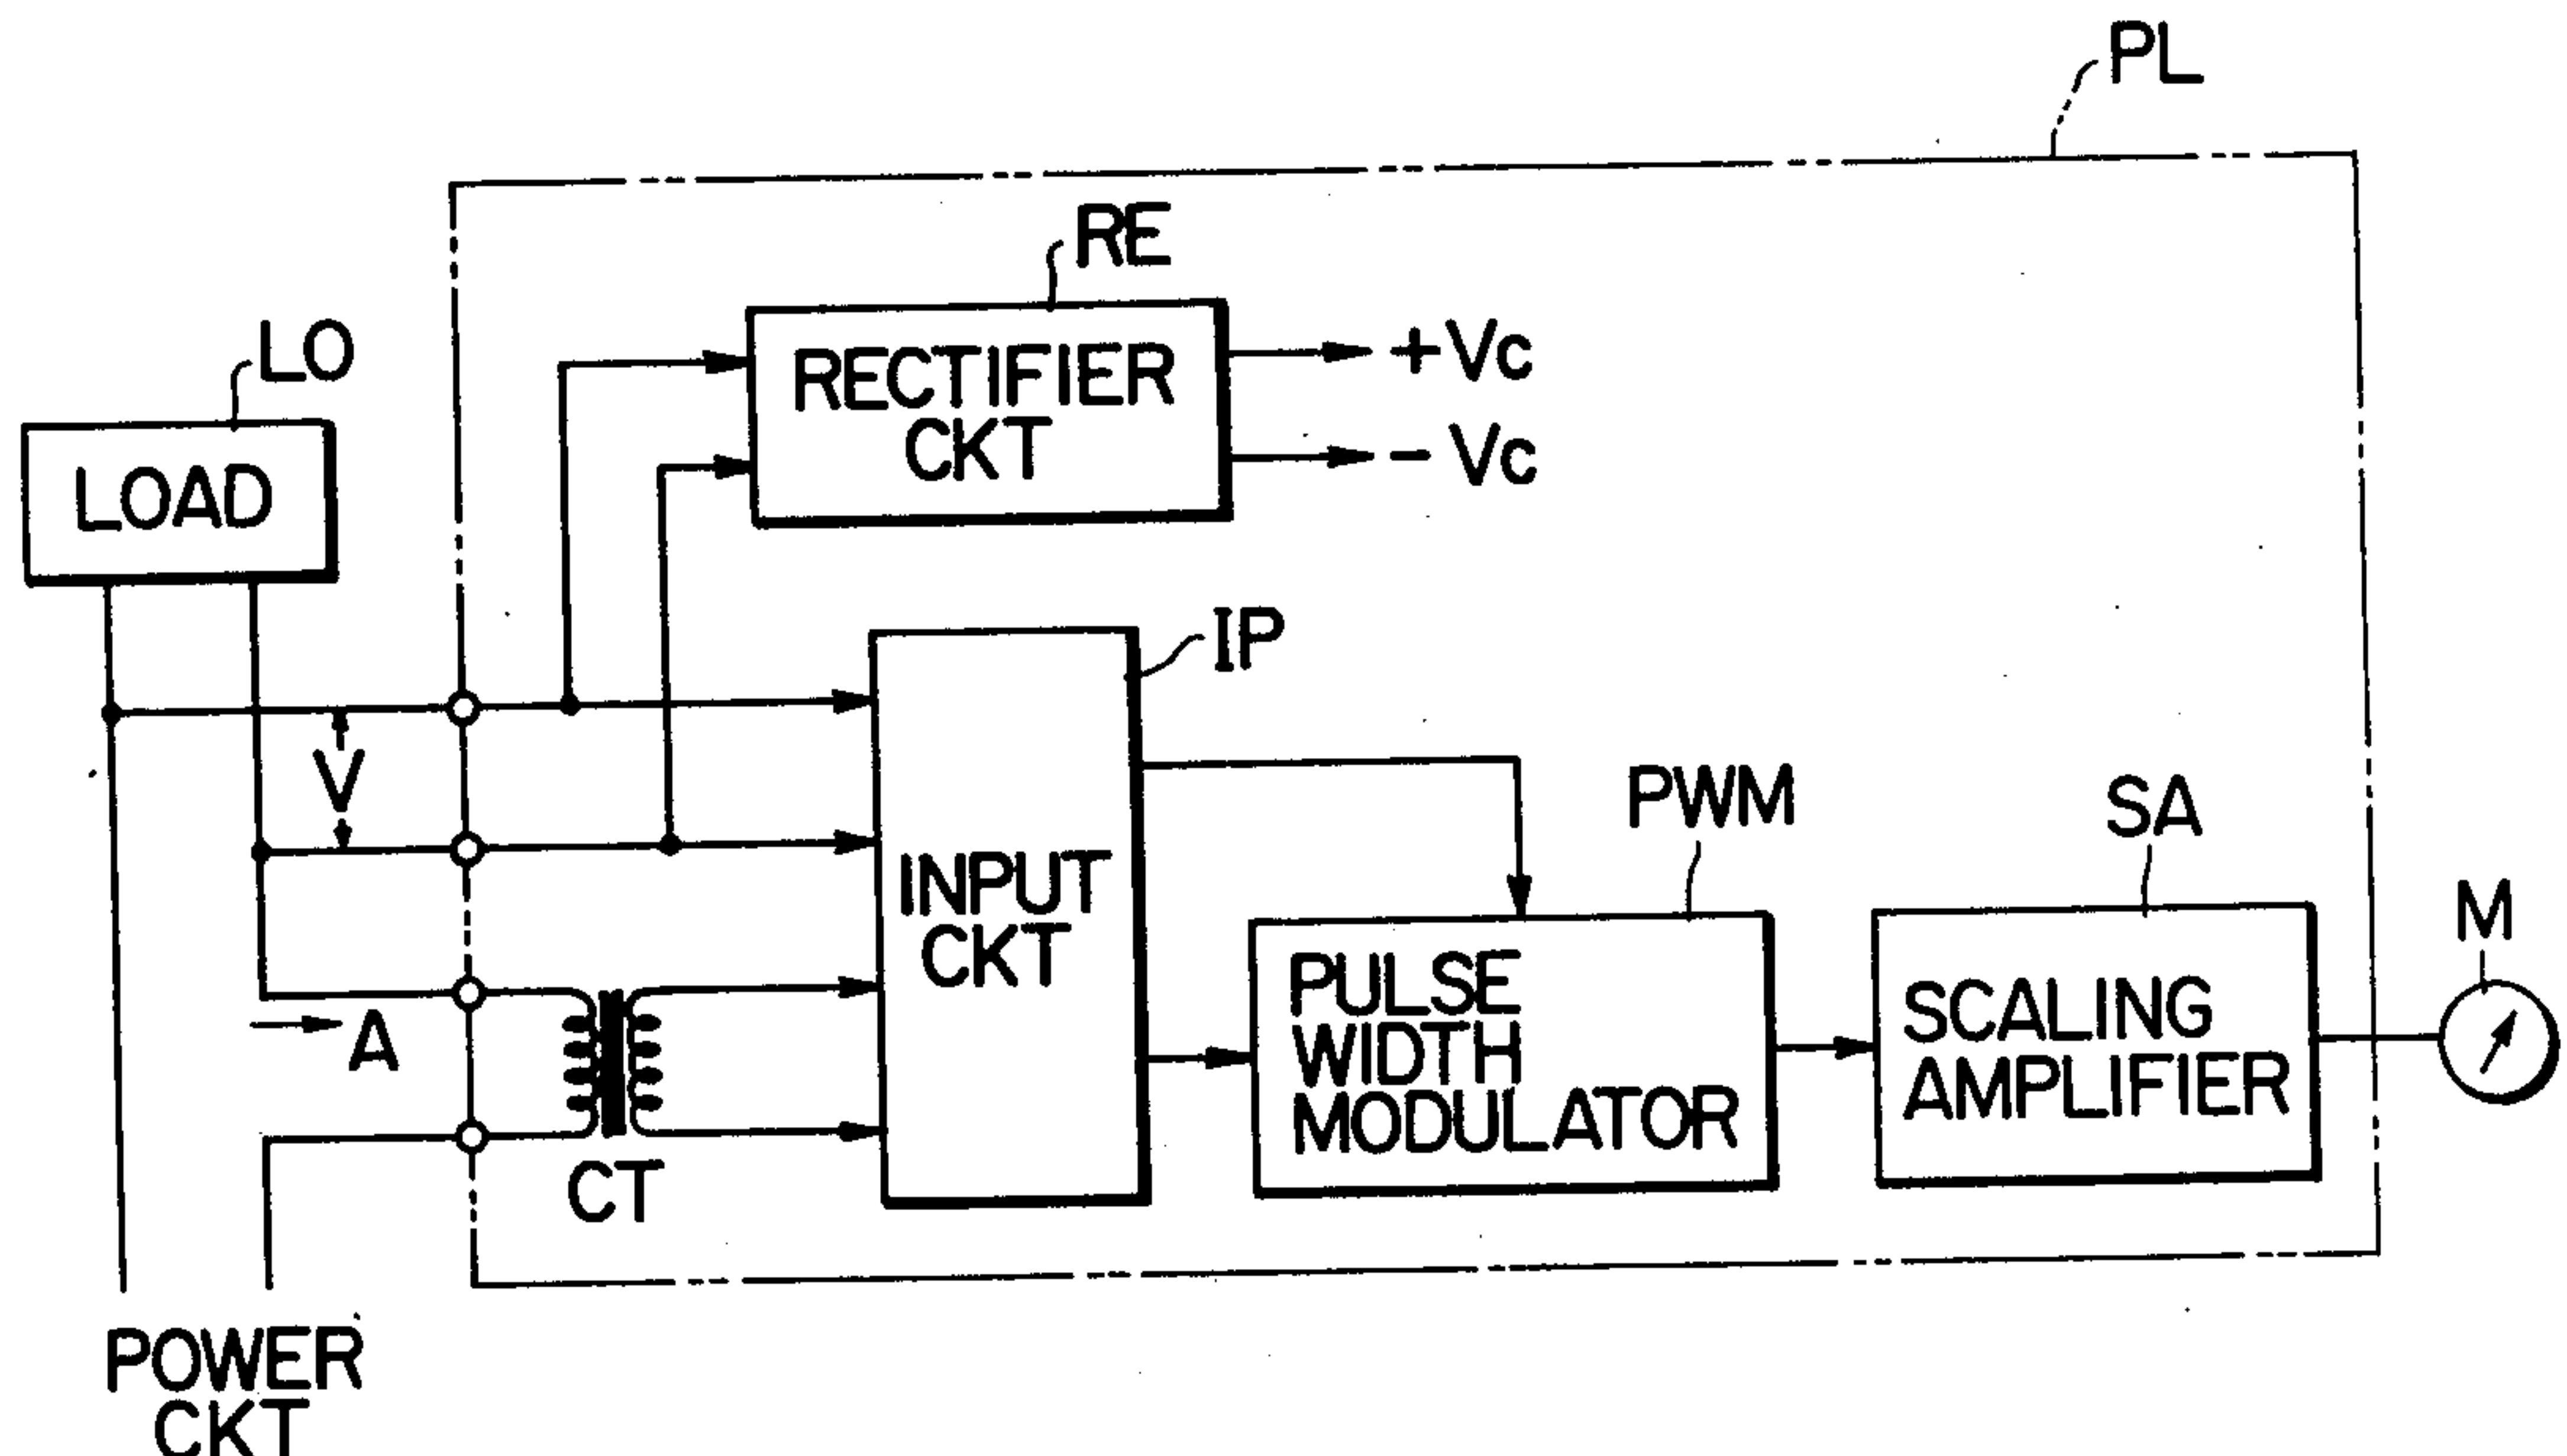 PL
RE
RECTIFIER
CKT
+Vc
- Vc
LO
LOAD
IP
V
INPUT
CKT
PWM
SA
M
PULSE
WIDTH
MODULATOR
SCALING
AMPLIFIER
A
CT
POWER
CKT